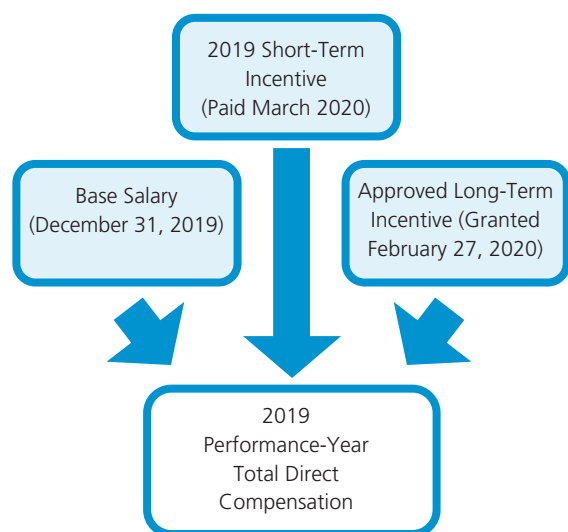 2019 Short-Term
Incentive
(Paid March 2020)
Base Salary
(December 31, 2019)
Approved Long-Term
Incentive (Granted
February 27, 2020)
2019
Performance-Year
Total Direct
Compensation